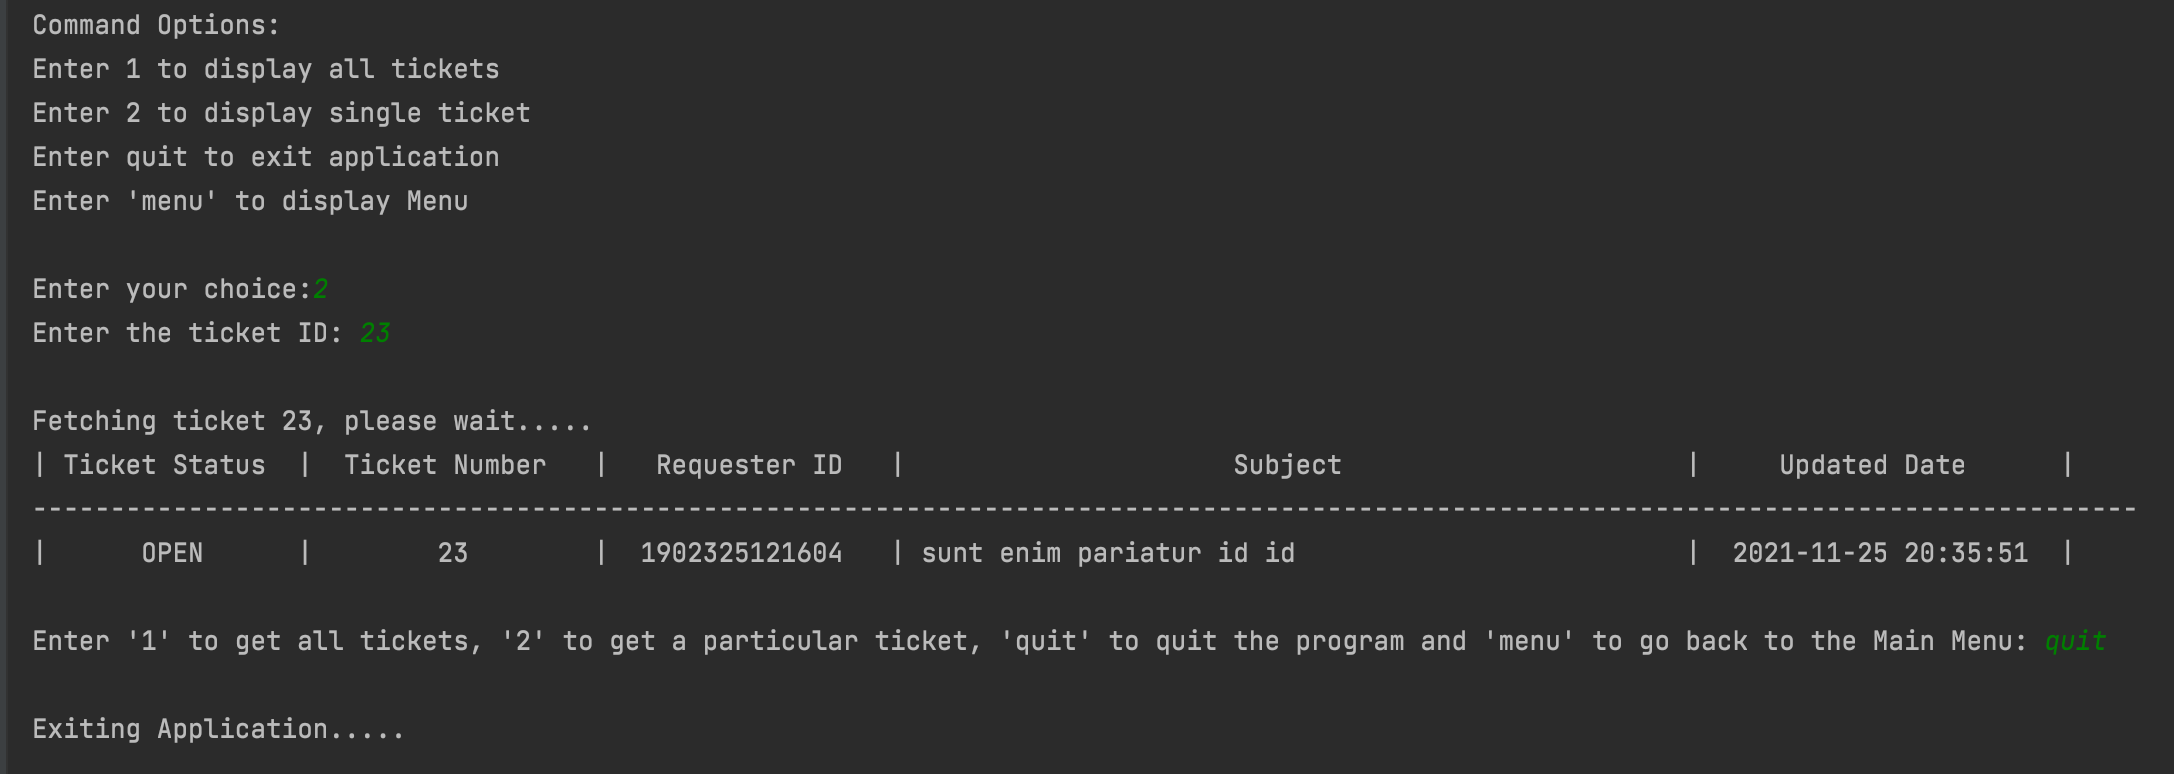 Command Options:
Enter 1 to display all tickets
Enter 2 to display single ticket
Enter quit to exit application
Enter 'menu' to display Menu
Enter your choice:2
Enter the ticket ID: 23
Fetching ticket 23, please wait.....
| Ticket Status  |  Ticket Number   |   Requester ID   |                     Subject                      |     Updated Date      |
---------------------------------------------------------------------------------------------------------------------------------------
|      OPEN      |        23        |  1902325121604   | sunt enim pariatur id id                         |  2021-11-25 20:35:51  |
Enter '1' to get all tickets, '2' to get a particular ticket, 'quit' to quit the program and 'menu' to go back to the Main Menu: quit
Exiting Application.....